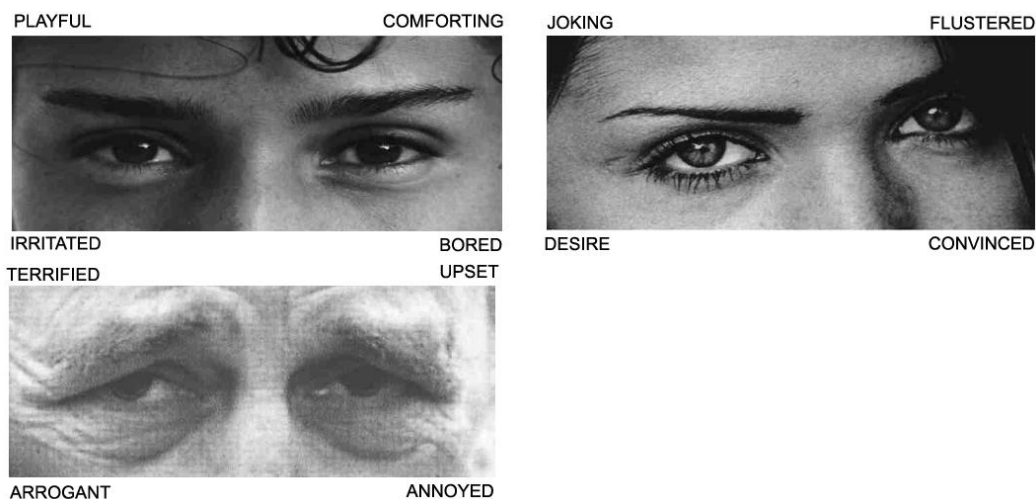 PLAYFUL COMFORTING
IRRITATED BORED
JOKING FLUSTERED
DESIRE CONVINCED
TERRIFIED UPSET
ARROGANT ANNOYED